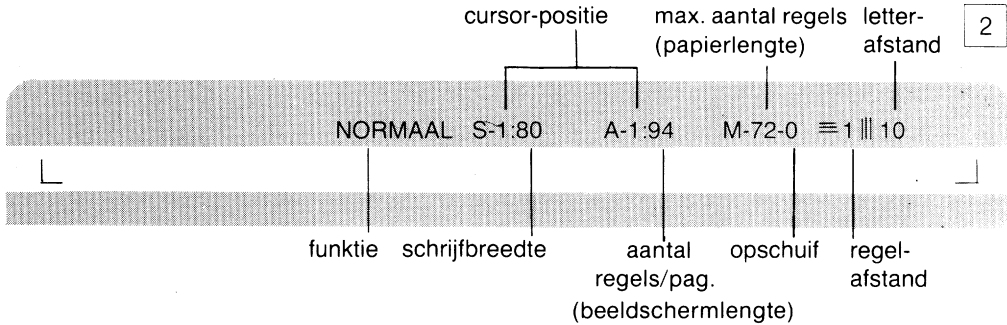 cursor-positie max. aantal regels letter- 2
(papierlengte) afstand
NORMAAL S-1:80 A-1:94 M-72-0 ≡ 1 ||| 10
funktie schrijfbreedte aantal opschuif regel-
regels/pag. afstand
(beeldschermlengte)